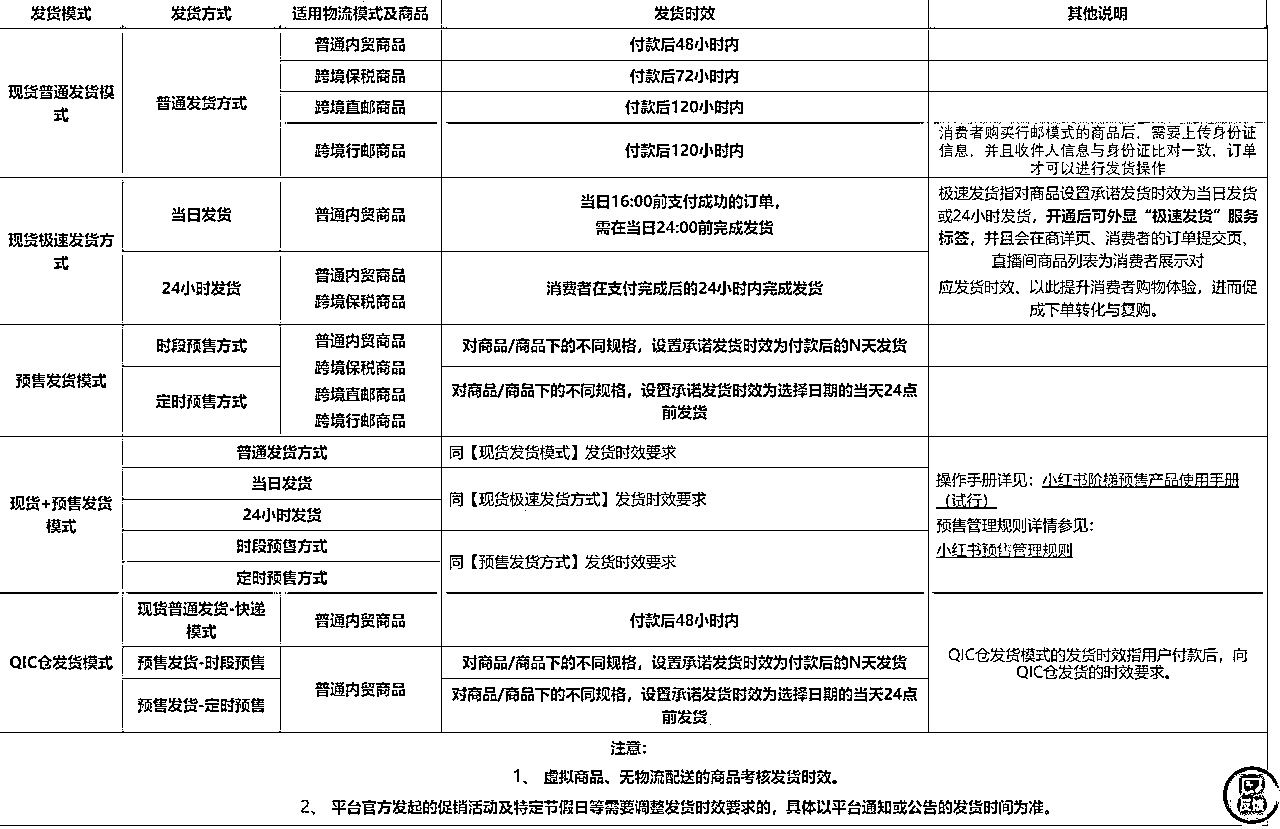 发货模式 发货方式 适用物流模式及商品 发货时效 其他说明
现货普通发货模
式
普通发货方式
普通内贸商品 付款后48小时内
跨境保税商品 付款后72小时内
跨境直邮商品 付款后120小时内
跨境行邮商品 付款后120小时内
消费者购买行邮模式的商品后，需要上传身份证
信息，并且收件人信息与身份证比对一致，订单
才可以进行发货操作
现货极速发货方
式
当日发货 普通内贸商品
当日16:00前支付成功的订单，
需在当日24:00前完成发货
24小时发货
普通内贸商品
跨境保税商品
消费者在支付完成后的24小时内完成发货
极速发货指对商品设置承诺发货时效为当日发货
或24小时发货，开通后可外显“极速发货”服务
标签，并且会在商详页、消费者的订单提交页、
直播间商品列表为消费者展示对
应发货时效、以此提升消费者购物体验，进而促
成下单转化与复购。
预售发货模式
时段预售方式
定时预售方式
普通内贸商品
跨境保税商品
跨境直邮商品
跨境行邮商品
对商品/商品下的不同规格，设置承诺发货时效为付款后的N天发货
对商品/商品下的不同规格，设置承诺发货时效为选择日期的当天24点
前发货
现货+预售发货
模式
普通发货方式 同【现货发货模式】发货时效要求
当日发货
24小时发货
同【现货极速发货方式】发货时效要求
时段预售方式
定时预售方式
同【预售发货方式】发货时效要求
操作手册详见：小红书阶梯预售产品使用手册
（试行）
预售管理规则详情参见：
小红书预售管理规则
QIC仓发货模式
现货普通发货-快递
模式
普通内贸商品 付款后48小时内
预售发货-时段预售
预售发货-定时预售
普通内贸商品
对商品/商品下的不同规格，设置承诺发货时效为付款后的N天发货
对商品/商品下的不同规格，设置承诺发货时效为选择日期的当天24点
前发货
QIC仓发货模式的发货时效指用户付款后，向
QIC仓发货的时效要求。
注意：
1、 虚拟商品、无物流配送的商品考核发货时效。
2、 平台官方发起的促销活动及特定节假日等需要调整发货时效要求的，具体以平台通知或公告的发货时间为准。